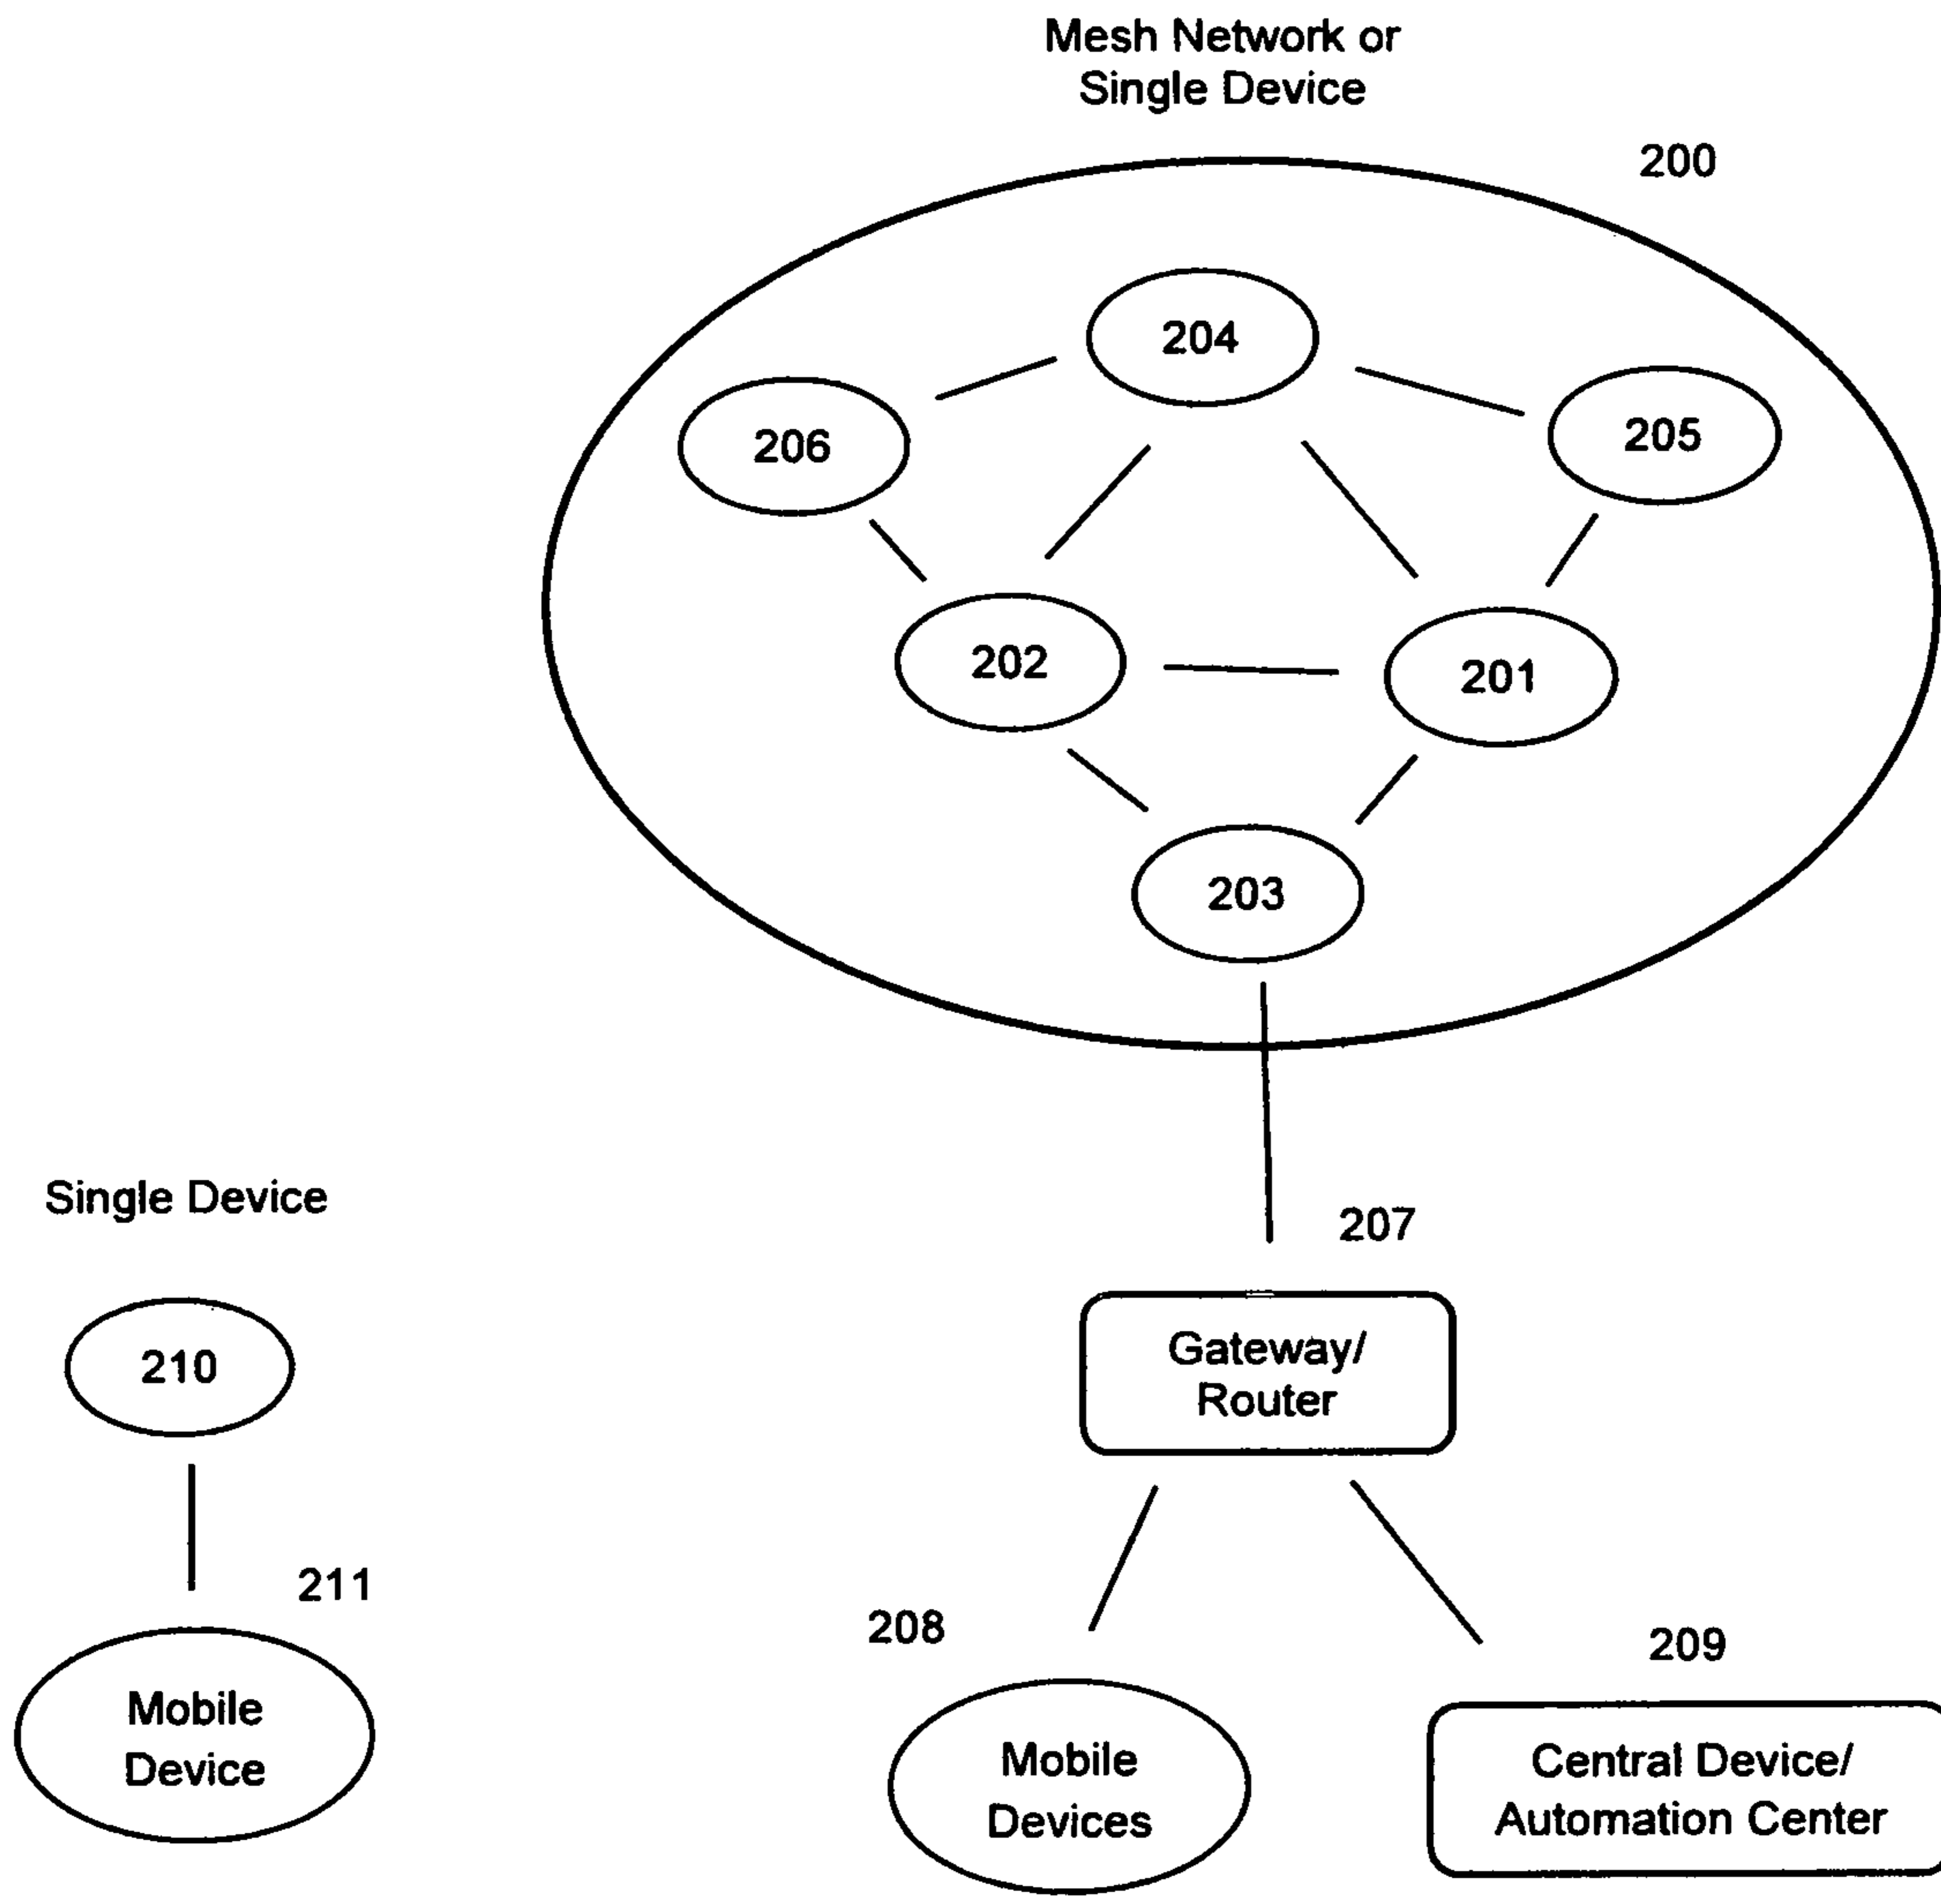 Mesh Network or
Single Device
200
204
206
205
202
201
203
Single Device
207
210
Gateway/
Router
211
208
209
Mobile
Device
Mobile
Devices
Central Device/
Automation Center